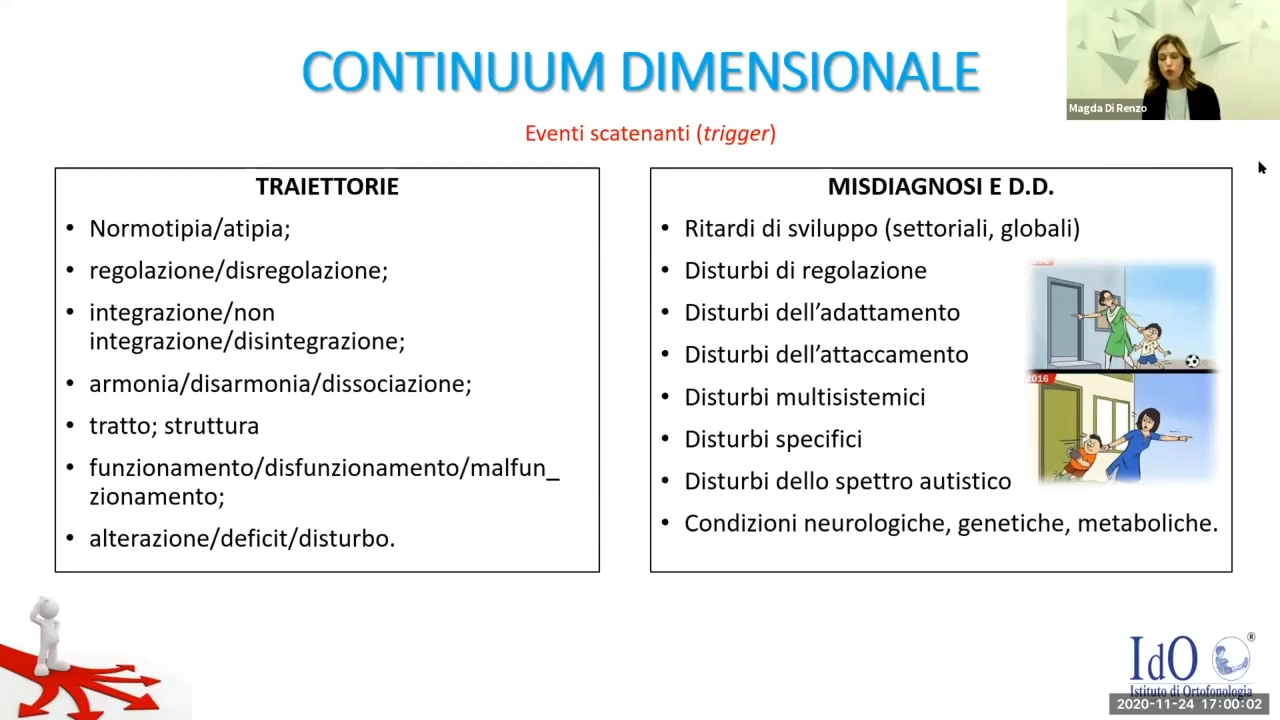 CONTINUUM DIMENSIONALE
Magda Di Renzo
Eventi scatenanti (trigger)
TRAIETTORIE
• Normotipia/atipia;
• regolazione/disregolazione;
• integrazione/non
integrazione/disintegrazione;
• armonia/disarmonia/dissociazione;
• tratto; struttura
• funzionamento/disfunzionamento/malfun_
zionamento;
• alterazione/deficit/disturbo.
MISDIAGNOSI E D.D.
• Ritardi di sviluppo (settoriali, globali)
• Disturbi di regolazione
• Disturbi dell’adattamento
• Disturbi dell’attaccamento
• Disturbi multisistemici
• Disturbi specifici
• Disturbi dello spettro autistico
• Condizioni neurologiche, genetiche, metaboliche.
2016
IdO ®
Istituto di Ortofonologia
2020-11-24 17:00:02